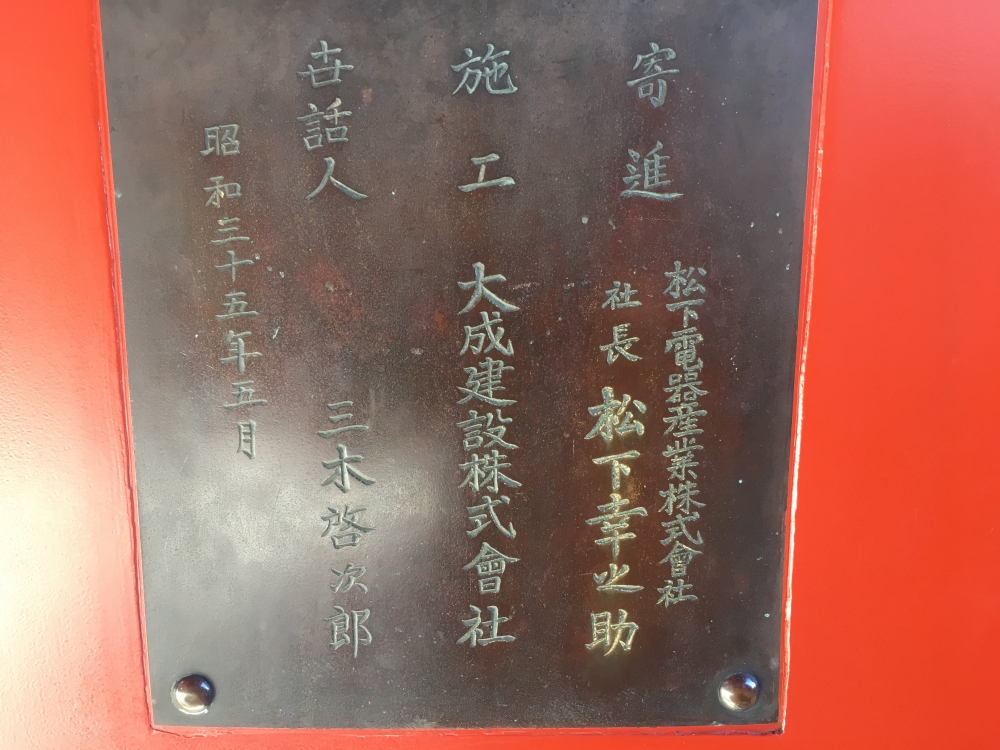 寄進
松下電器産業株式會社
社長 松下幸之助
施工 大成建設株式會社
世話人 三木啓次郎
昭和三十五年五月